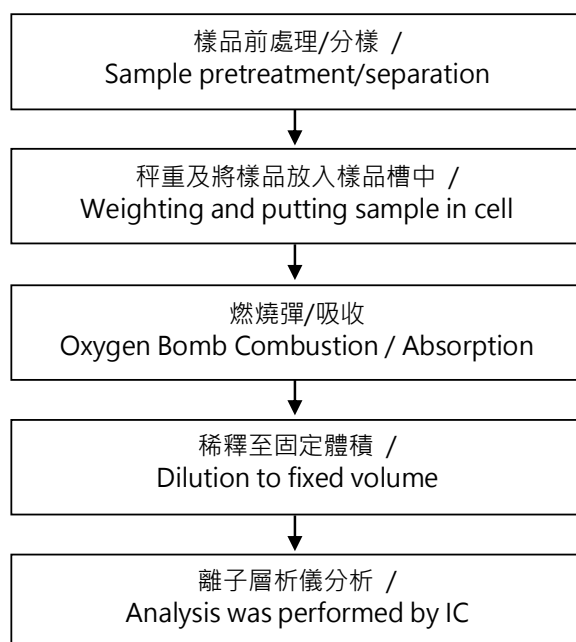 樣品前處理/分樣 /
Sample pretreatment/separation
秤重及將樣品放入樣品槽中 /
Weighting and putting sample in cell
燃燒彈/吸收
Oxygen Bomb Combustion / Absorption
稀釋至固定體積 /
Dilution to fixed volume
離子層析儀分析 /
Analysis was performed by IC